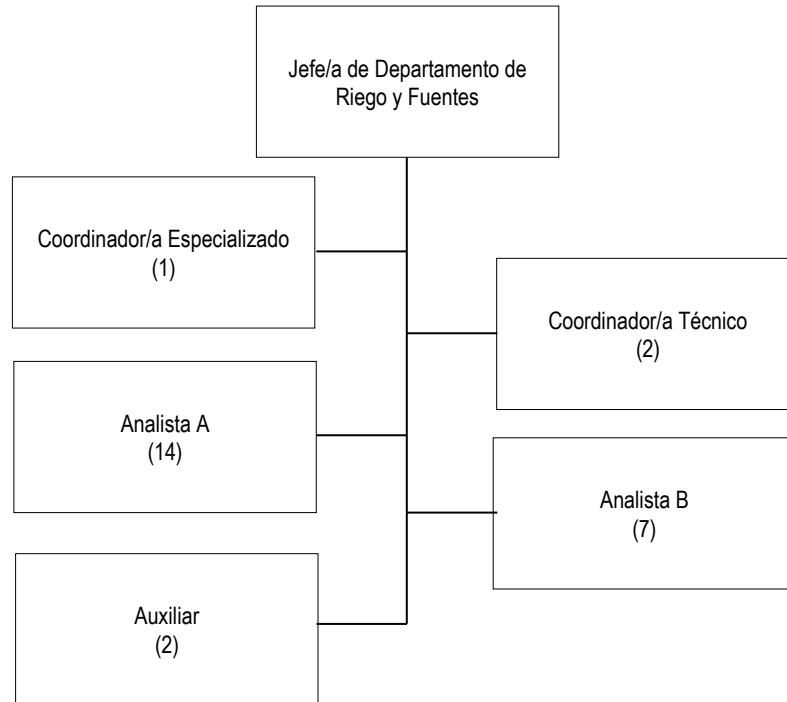 Jefe/a de Departamento de
Riego y Fuentes
Coordinador/a Especializado
(1)
Coordinador/a Técnico
(2)
Analista A
(14)
Analista B
(7)
Auxiliar
(2)